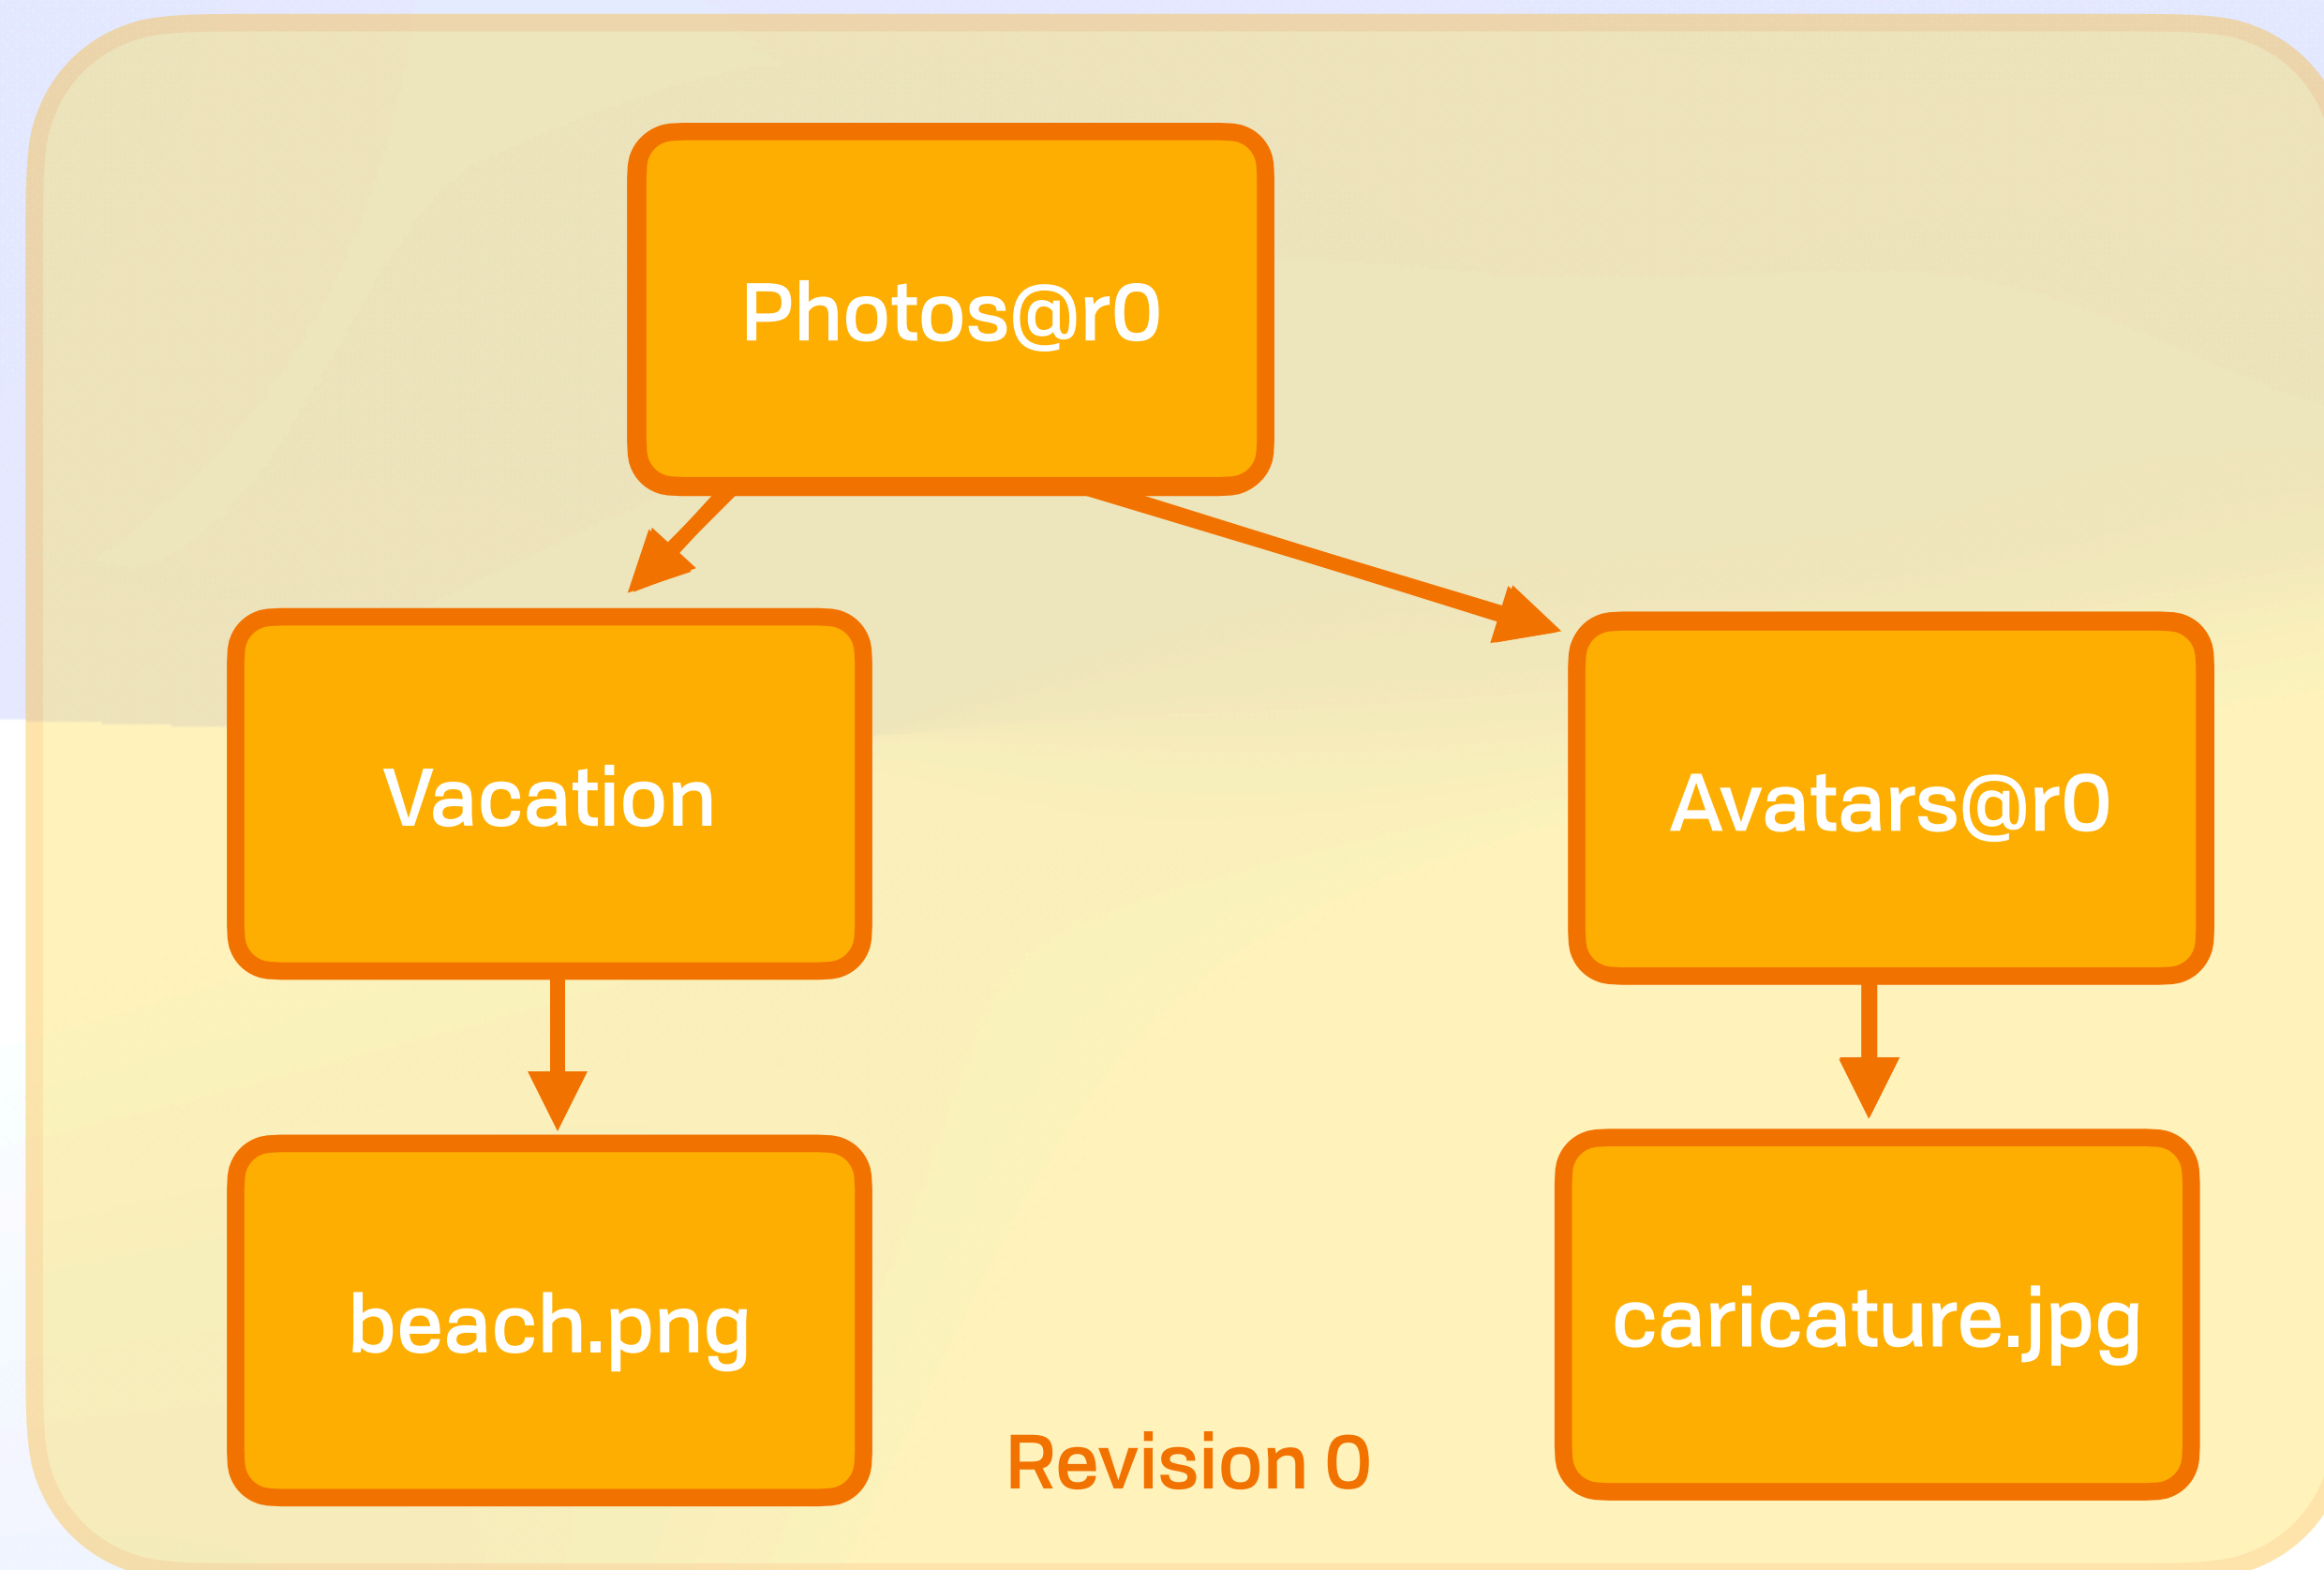 Photos@r0
Vacation
Avatars@r0
beach.png
caricature.jpg
Revision 0